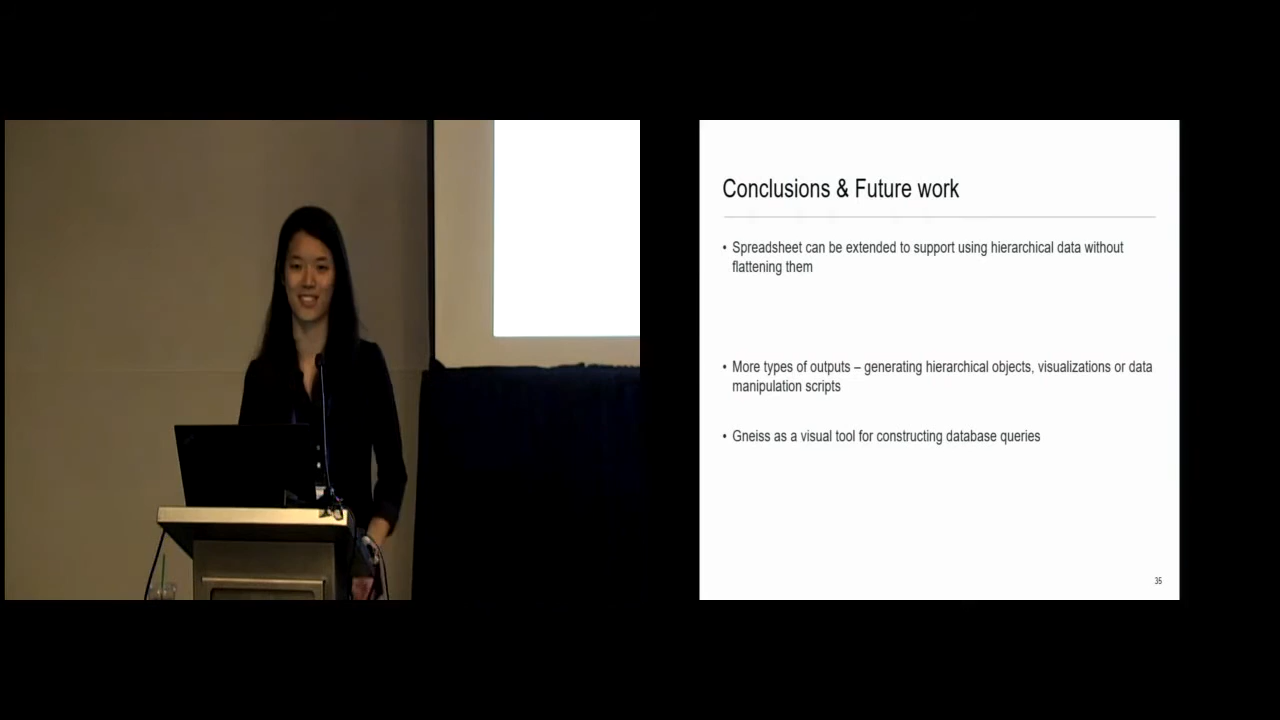 Conclusions & Future work
• Spreadsheet can be extended to support using hierarchical data without
flattening them
• More types of outputs – generating hierarchical objects, visualizations or data
manipulation scripts
• Gneiss as a visual tool for constructing database queries
35